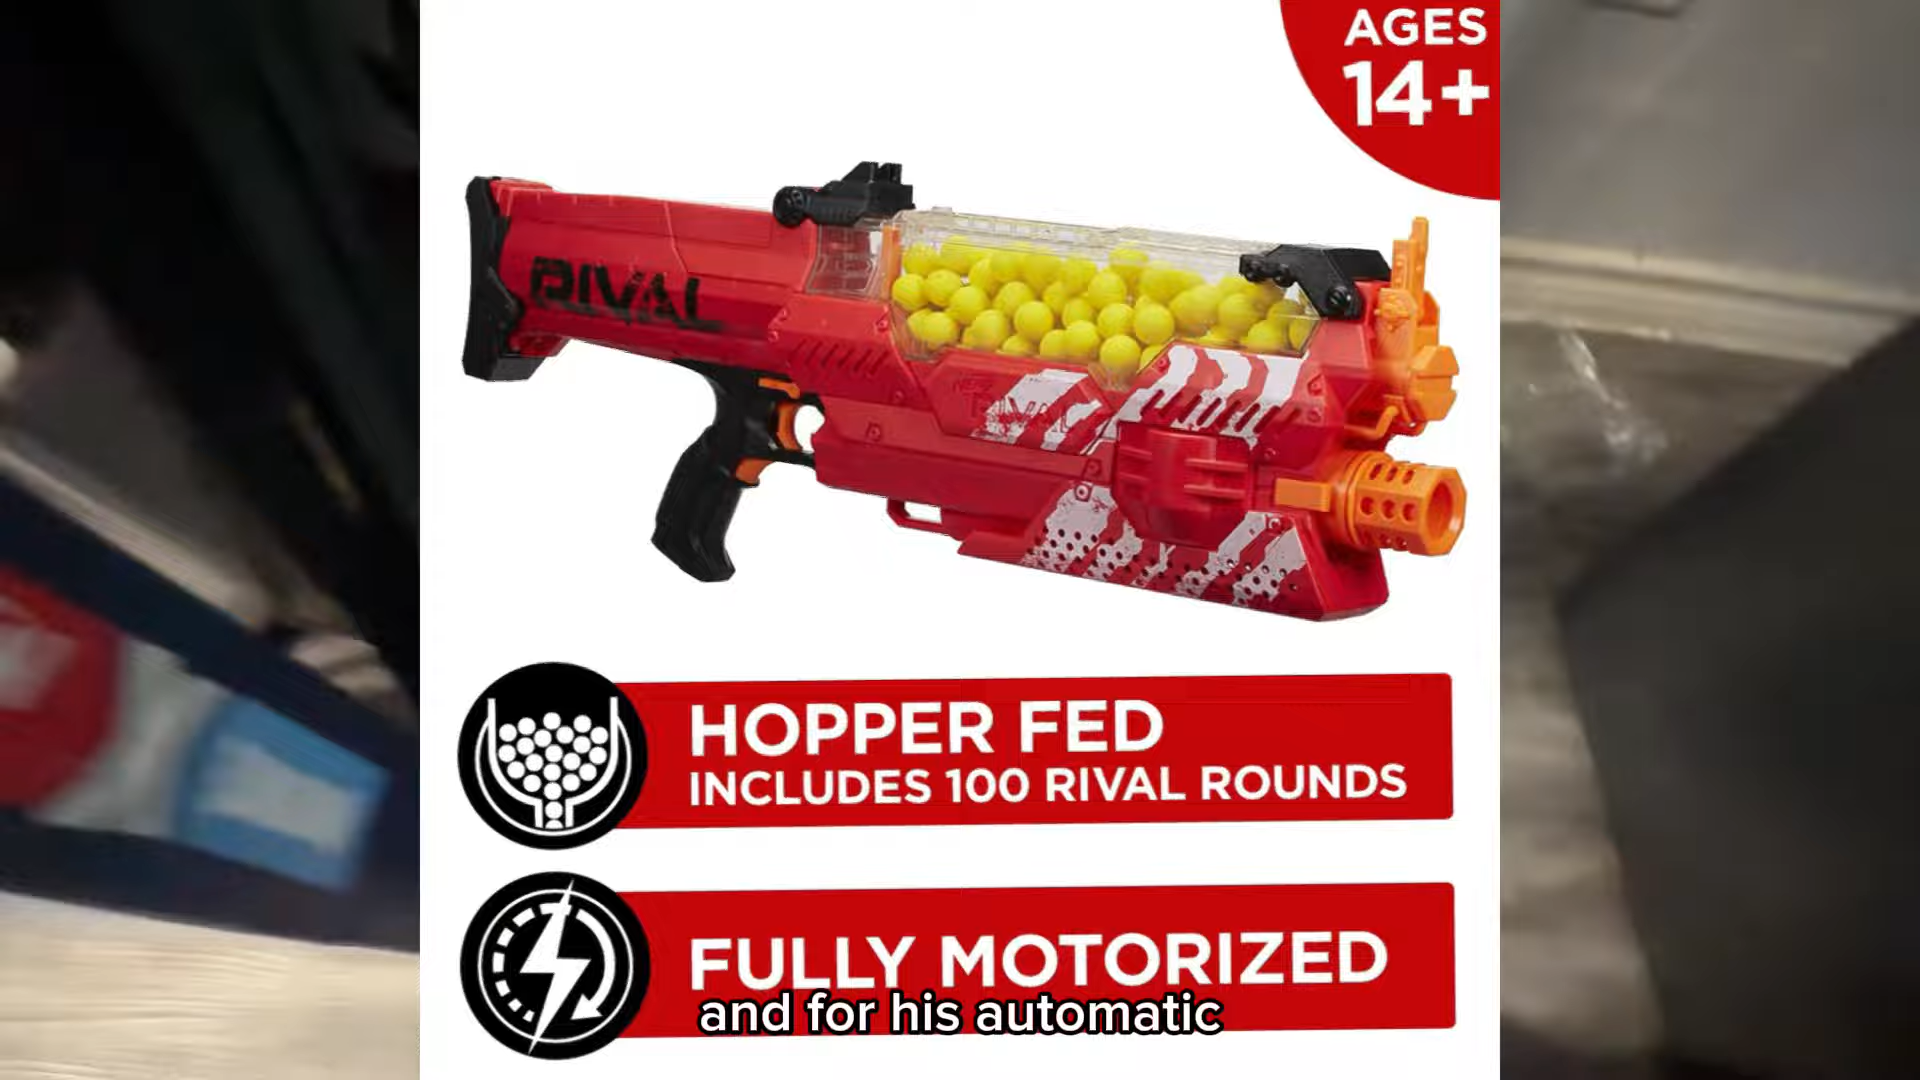 AGES
14+
RIVAL
HOPPER FED
INCLUDES 100 RIVAL ROUNDS
FULLY MOTORIZED
and for his automatic